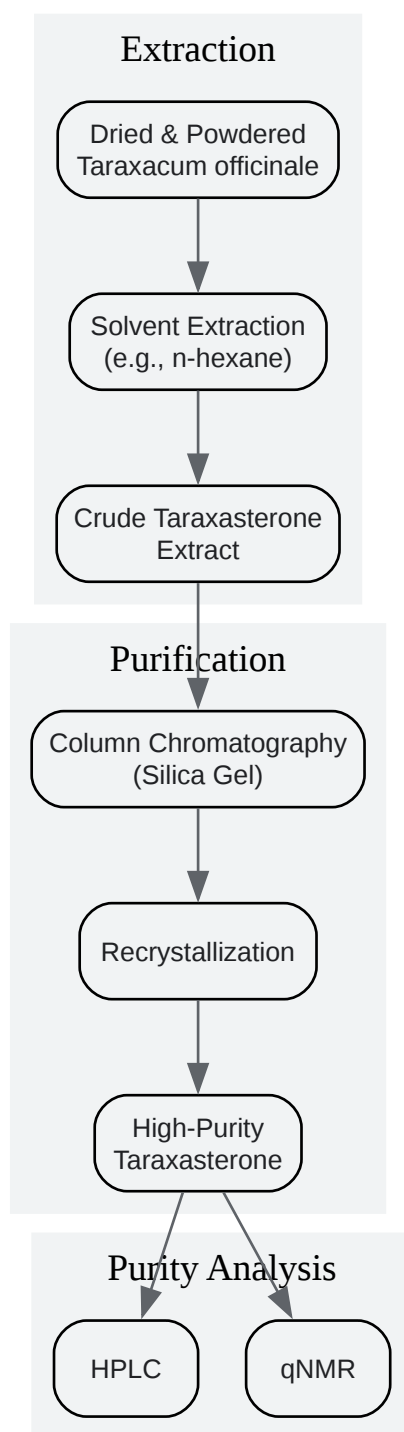 Extraction
Dried & Powdered
Taraxacum officinale
Solvent Extraction
(e.g., n-hexane)
Crude Taraxasterone
Extract
Purification
Column Chromatography
(Silica Gel)
Recrystallization
High-Purity
Taraxasterone
Purity Analysis
HPLC
qNMR